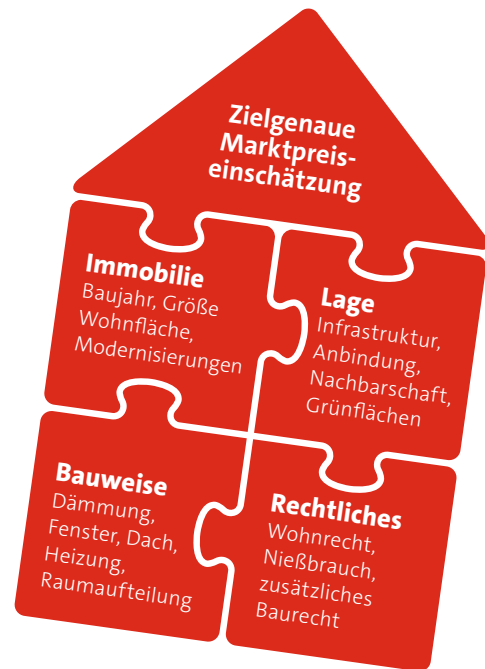 Zielgenaue
Marktpreis-
einschätzung
Immobilie
Baujahr, Größe
Wohnfläche,
Modernisierungen
Lage
Infrastruktur,
Anbindung,
Nachbarschaft,
Grünflächen
Bauweise
Dämmung,
Fenster, Dach,
Heizung,
Raumaufteilung
Rechtliches
Wohnrecht,
Nießbrauch,
zusätzliches
Baurecht